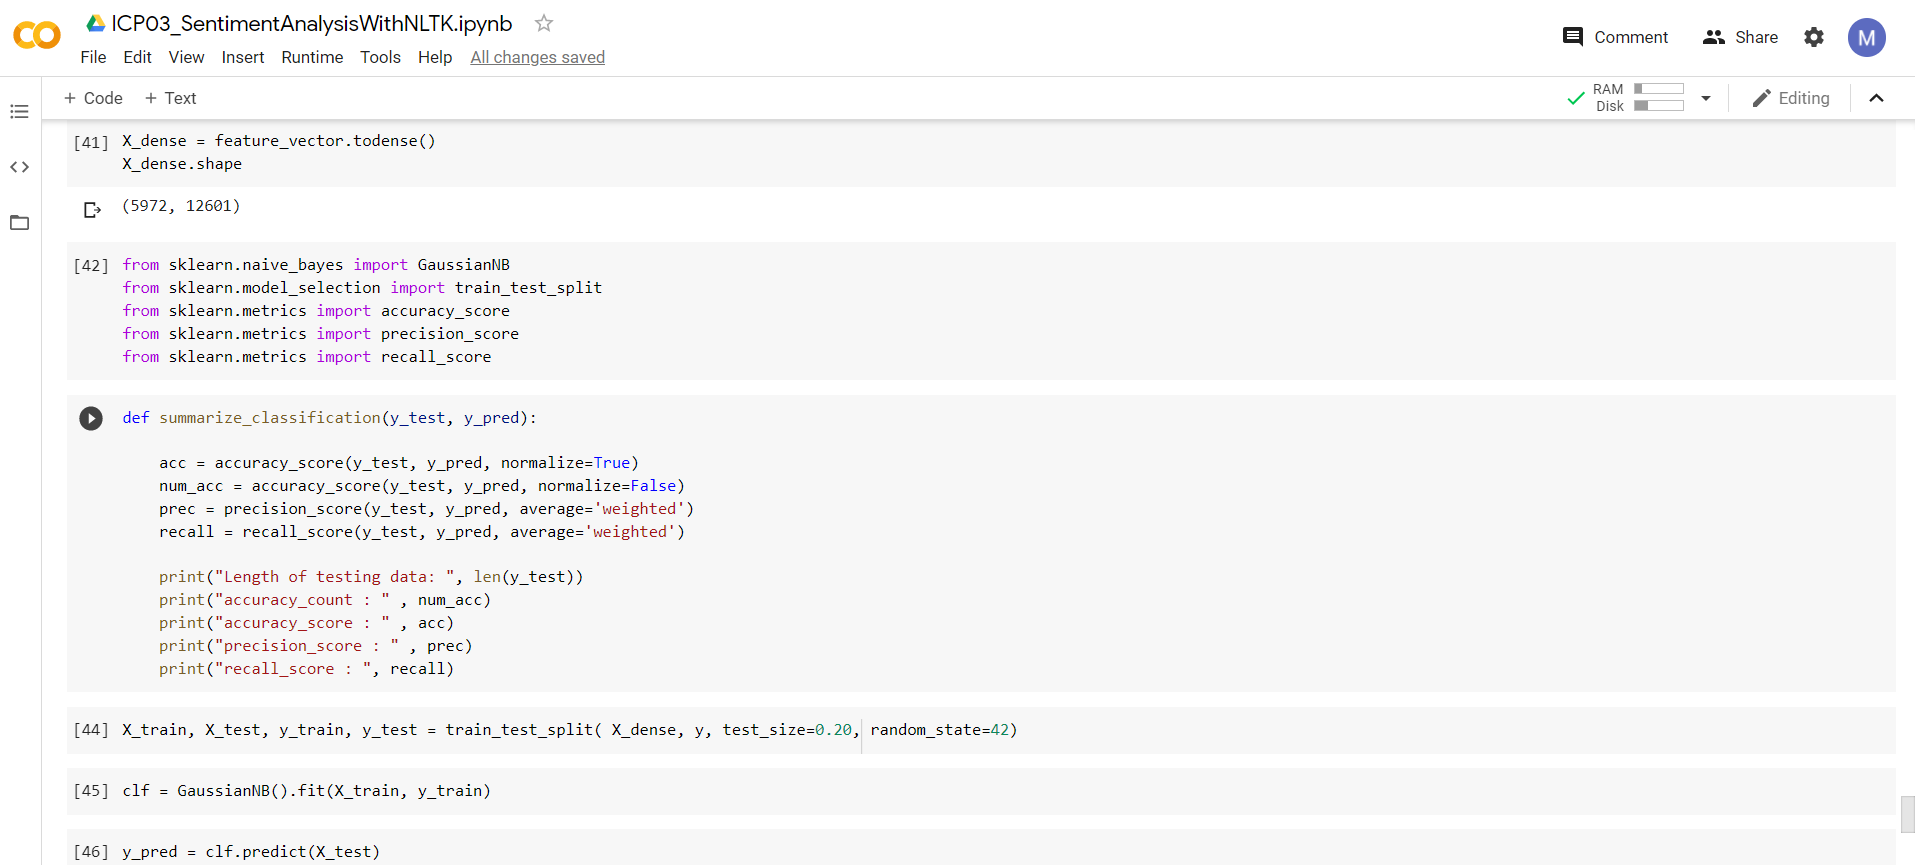 ICP03_SentimentAnalysisWithNLTK.ipynb
File Edit View Insert Runtime Tools Help All changes saved
Comment Share M
+ Code + Text
RAM
Disk
Editing
[41] X_dense = feature_vector.todense()
X_dense.shape
(5972, 12601)
[42] from sklearn.naive_bayes import GaussianNB
from sklearn.model_selection import train_test_split
from sklearn.metrics import accuracy_score
from sklearn.metrics import precision_score
from sklearn.metrics import recall_score
def summarize_classification(y_test, y_pred):
acc = accuracy_score(y_test, y_pred, normalize=True)
num_acc = accuracy_score(y_test, y_pred, normalize=False)
prec = precision_score(y_test, y_pred, average='weighted')
recall = recall_score(y_test, y_pred, average='weighted')
print("Length of testing data: ", len(y_test))
print("accuracy_count : " , num_acc)
print("accuracy_score : " , acc)
print("precision_score : " , prec)
print("recall_score : ", recall)
[44] X_train, X_test, y_train, y_test = train_test_split( X_dense, y, test_size=0.20, random_state=42)
[45] clf = GaussianNB().fit(X_train, y_train)
[46] y_pred = clf.predict(X_test)